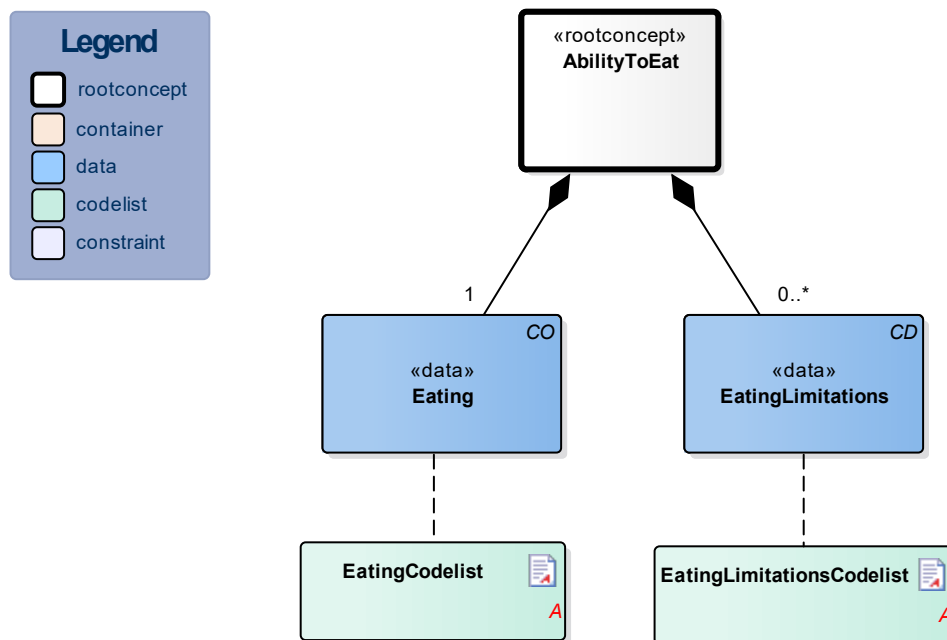 Legend
rootconcept
container
data
codelist
constraint
«rootconcept»
AbilityToEat
1
0..*
CO
«data»
Eating
CD
«data»
EatingLimitations
EatingCodelist
A
EatingLimitationsCodelist
A